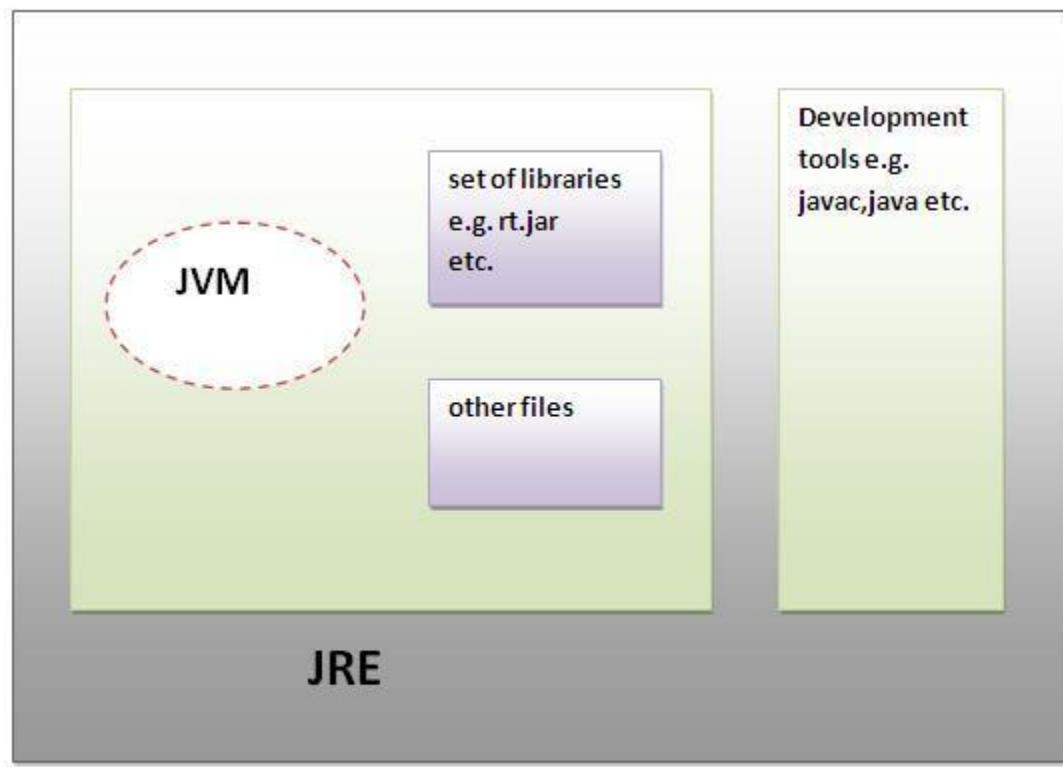 JVM
set of libraries
e.g. rt.jar
etc.
other files
Development
tools e.g.
javac,java etc.
JRE